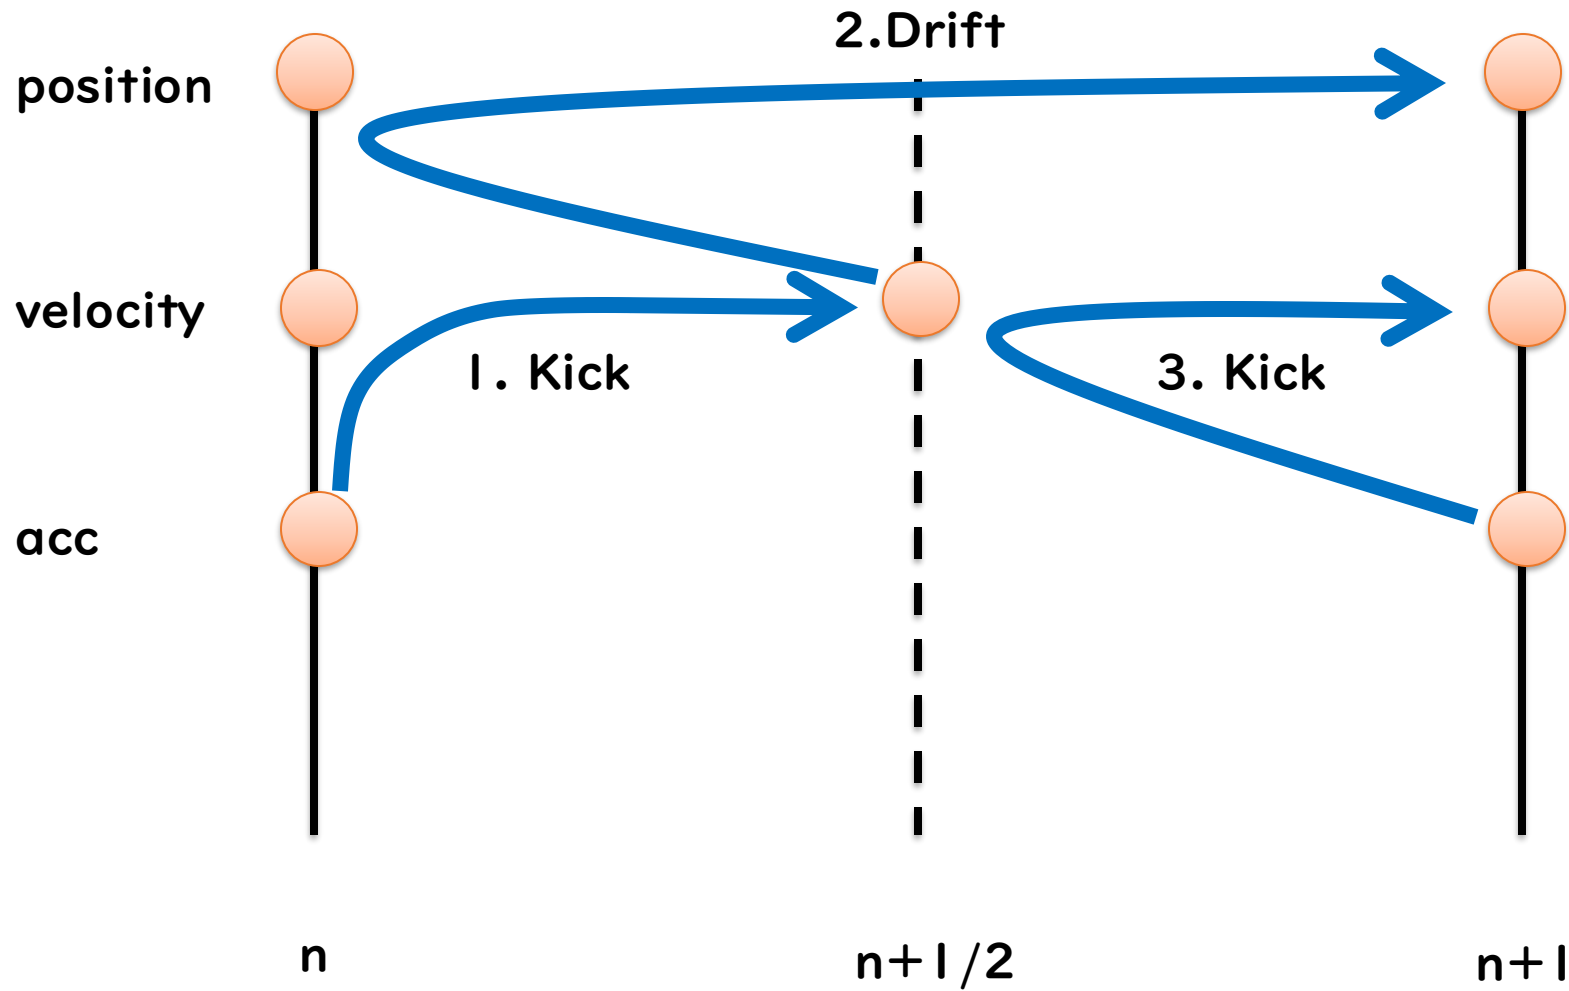 2.Drift
position
velocity
1. Kick
3. Kick
acc
n
n+1/2
n+1